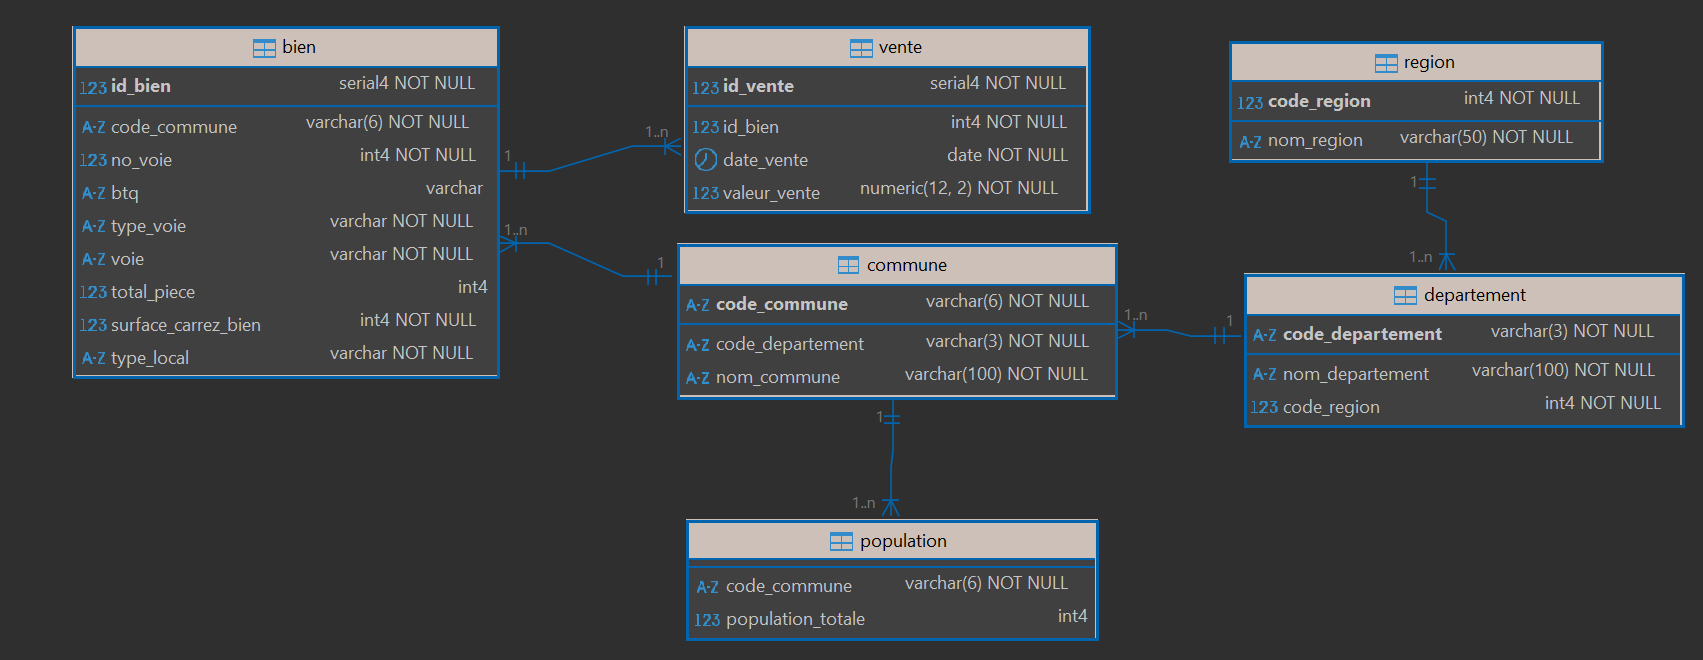 bien
123 id_bien serial4 NOT NULL
A-Z code_commune varchar(6) NOT NULL
123 no_voie int4 NOT NULL
A-Z btq varchar
A-Z type_voie varchar NOT NULL
A-Z voie varchar NOT NULL
123 total_piece int4
123 surface_carrez_bien int4 NOT NULL
A-Z type_local varchar NOT NULL
1
1..n
1..n
1
vente
123 id_vente serial4 NOT NULL
123 id_bien int4 NOT NULL
date_vente date NOT NULL
123 valeur_vente numeric(12, 2) NOT NULL
commune
A-Z code_commune varchar(6) NOT NULL
A-Z code_departement varchar(3) NOT NULL
A-Z nom_commune varchar(100) NOT NULL
1
1..n
population
A-Z code_commune varchar(6) NOT NULL
123 population_totale int4
region
123 code_region int4 NOT NULL
A-Z nom_region varchar(50) NOT NULL
1
1..n
1..n
1
departement
A-Z code_departement varchar(3) NOT NULL
A-Z nom_departement varchar(100) NOT NULL
123 code_region int4 NOT NULL